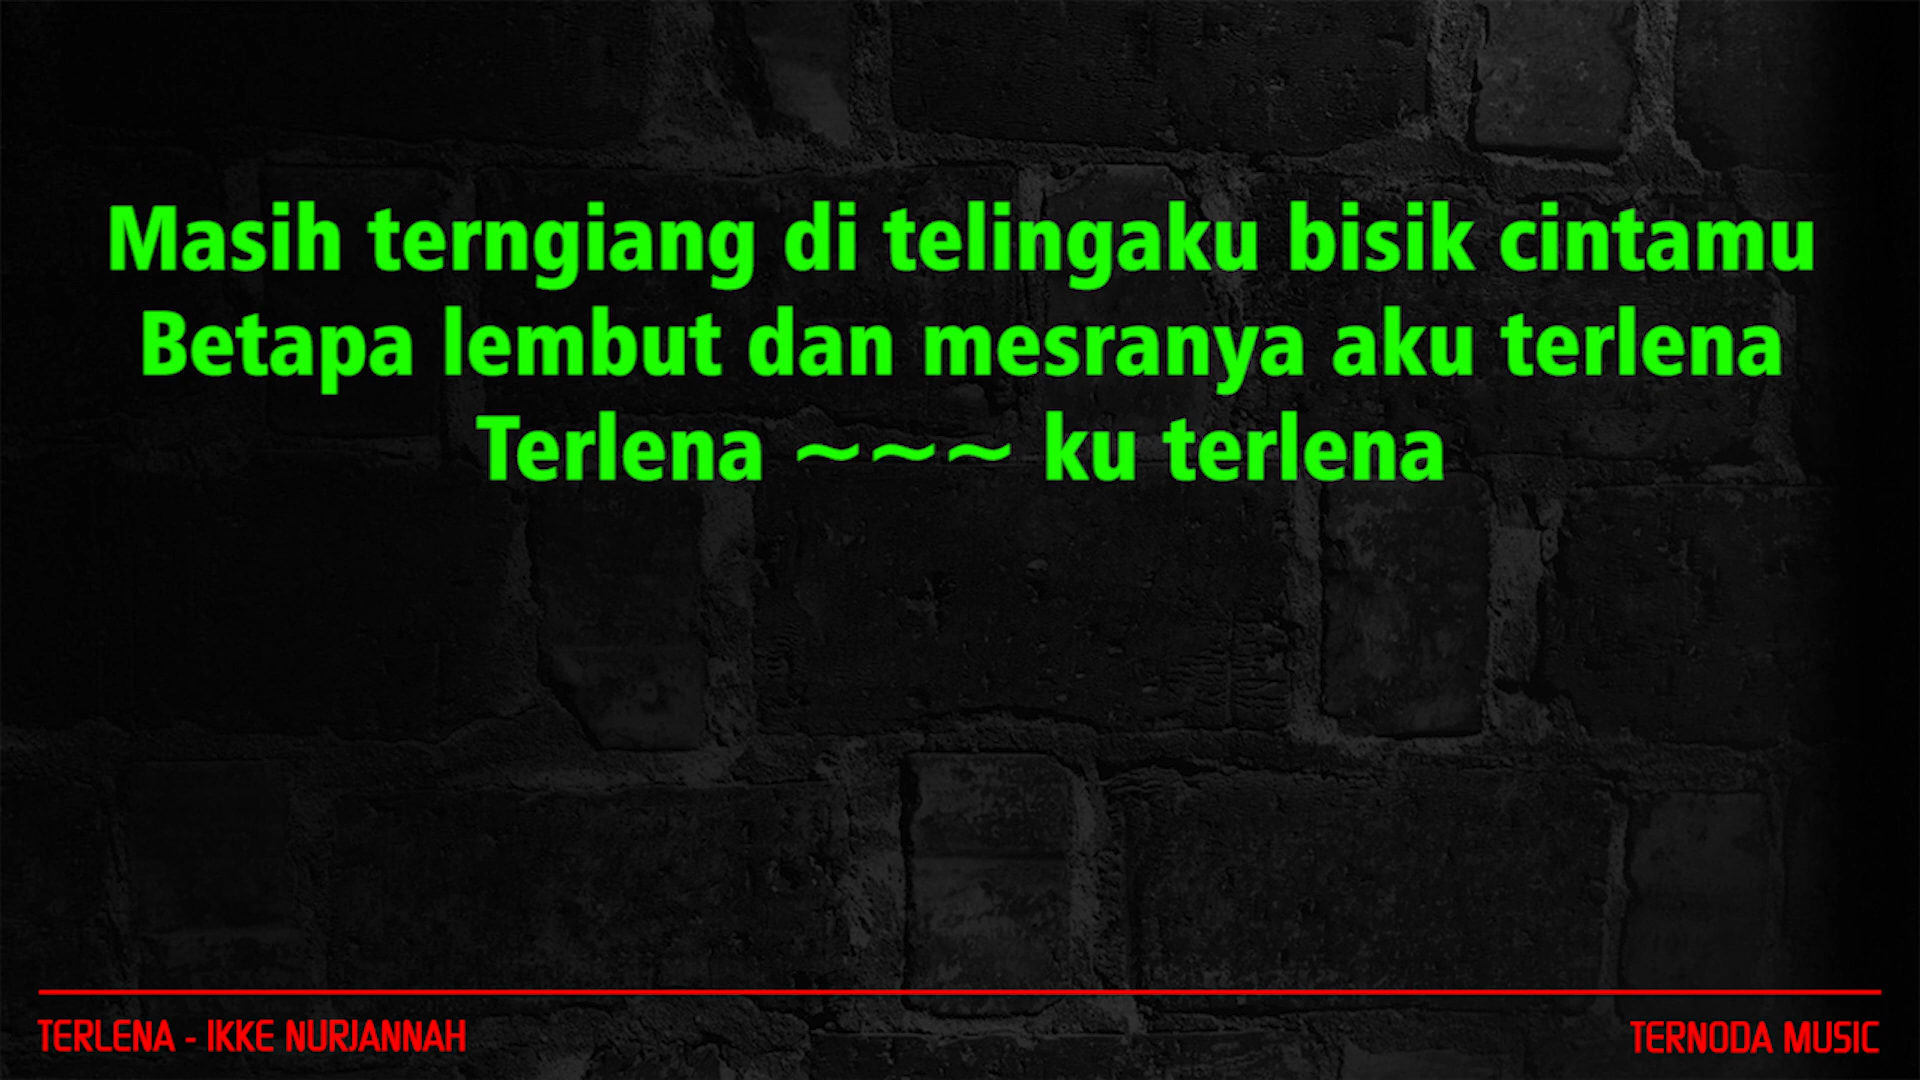 Masih terngiang di telingaku bisik cintamu
Betapa lembut dan mesranya aku terlena
Terlena ~~~ ku terlena
TERLENA - IKKE NURJANNAH
TERNODA MUSIC